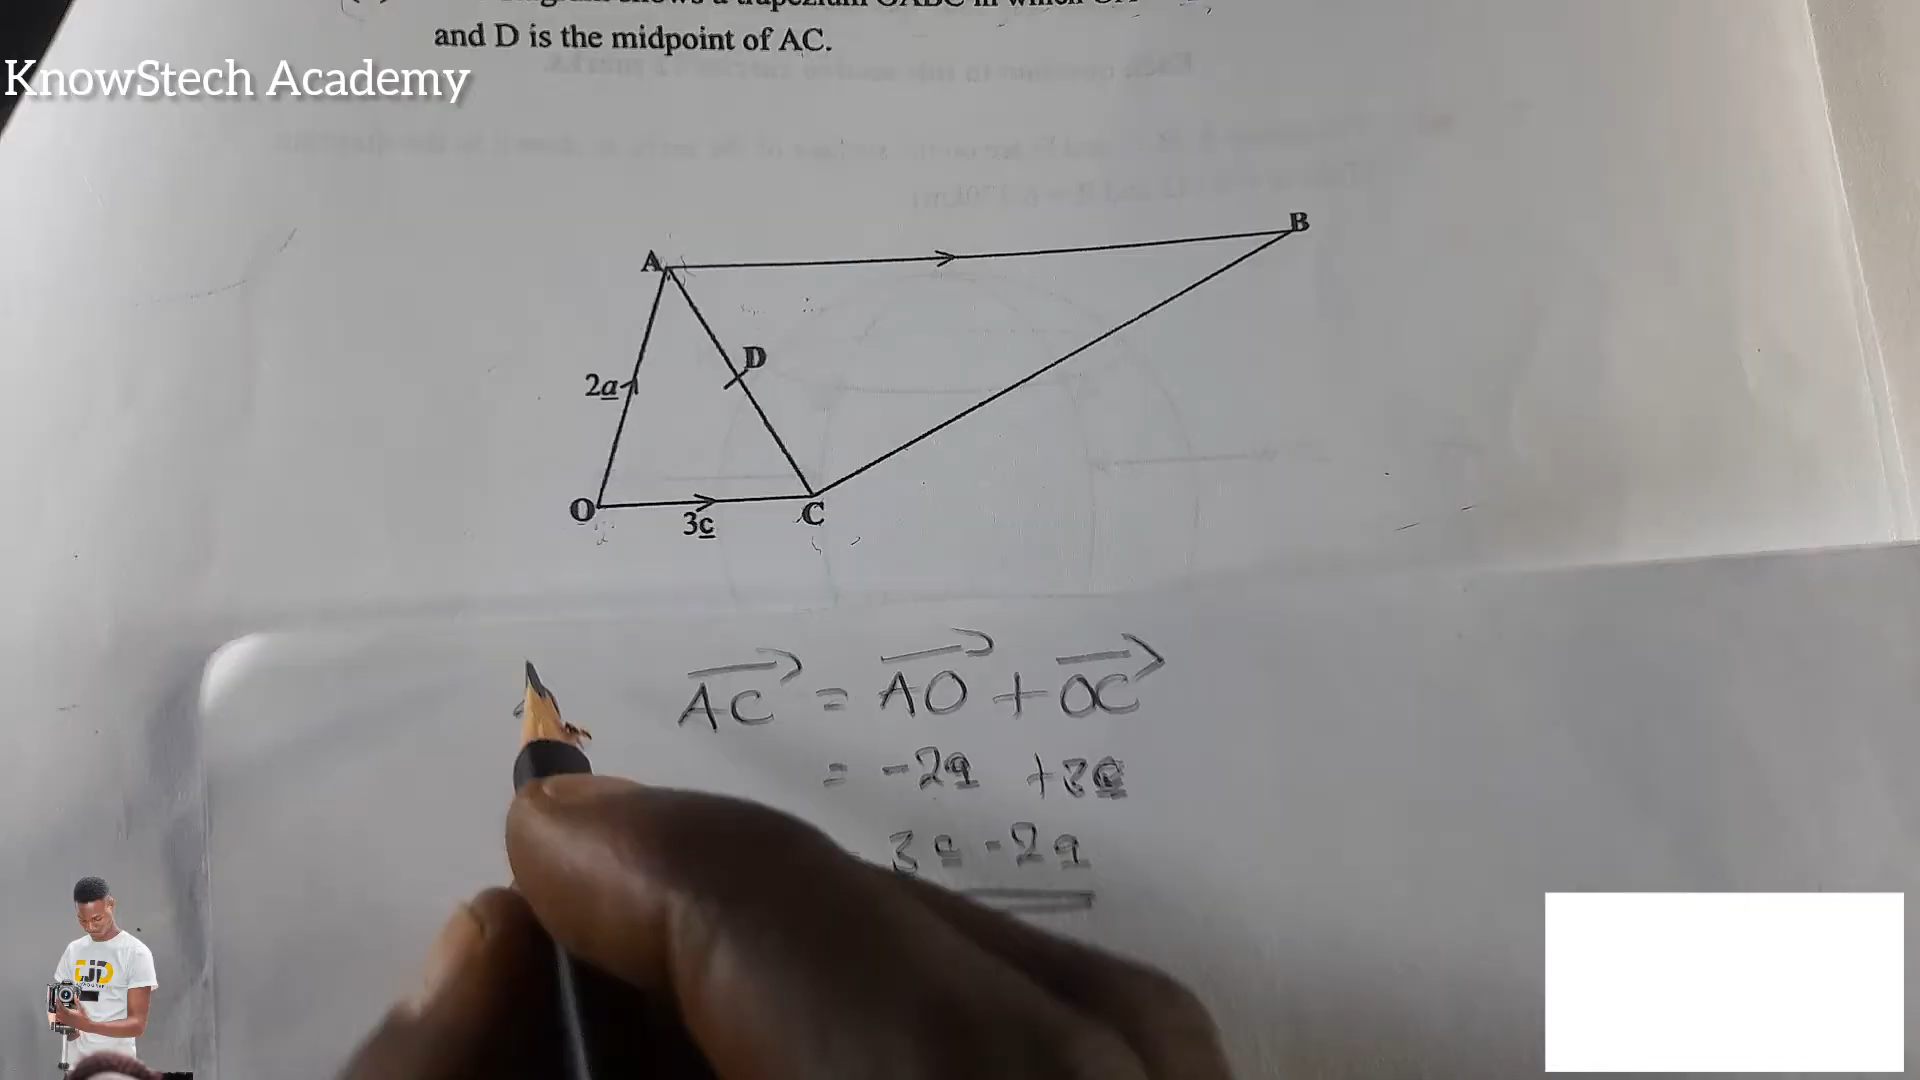 and D is the midpoint of AC.
KnowStech Academy
B
A
D
2a
O
3c
C
AC = AO + OC
= -2a + 3c
3c - 2a